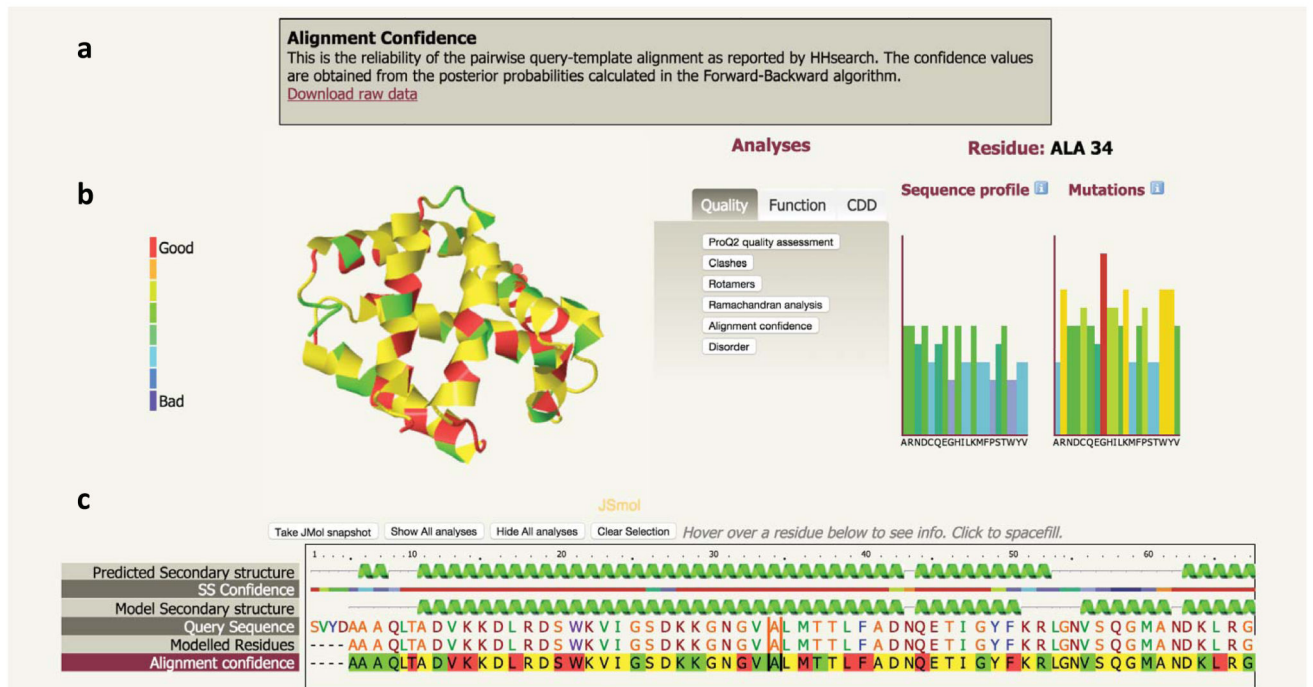 a
Alignment Confidence
This is the reliability of the pairwise query-template alignment as reported by HHsearch. The confidence values
are obtained from the posterior probabilities calculated in the Forward-Backward algorithm.
Download raw data
Analyses
Residue: ALA 34
b
Good
Bad
Quality Function CDD
ProQ2 quality assessment
Clashes
Rotamers
Ramachandran analysis
Alignment confidence
Disorder
Sequence profile i Mutations i
ARNDCQEGHILKMFPSTWYV ARNDCQEGHILKMFPSTWYV
c
JSmol
Take JMol snapshot Show All analyses Hide All analyses Clear Selection Hover over a residue below to see info. Click to spacefill.
1 . . . . . 10 . 20 . 30 . 40 . 50 . 60 .
Predicted Secondary structure
SS Confidence
Model Secondary structure
Query Sequence SVYDAAAQLTADVKKDLRDSWKVIGSDKKGNGVALMTTLFADNQETIGYFKRLGNVSQGMANDKLRG
Modelled Residues ----AAAQLTADVKKDLRDSWKVIGSDKKGNGVALMTTLFADNQETIGYFKRLGNVSQGMANDKLRG
Alignment confidence ----AAAQLTADVKKDLRDSWKVIGSDKKGNGVALMTTLFADNQETIGYFKRLGNVSQGMANDKLRG